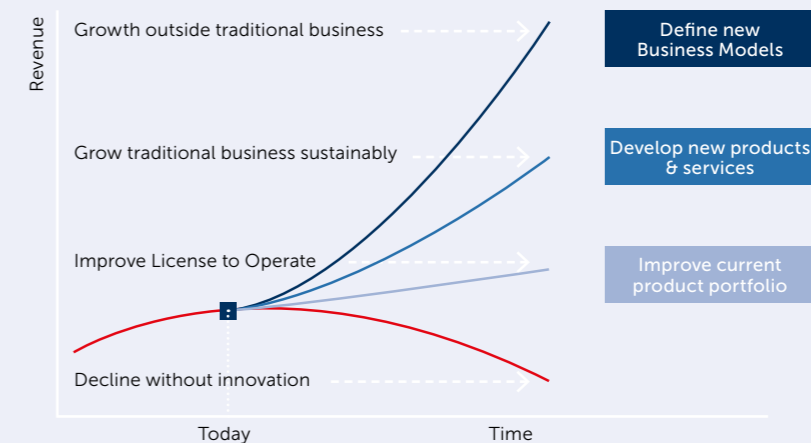 Revenue
Growth outside traditional business
Define new
Business Models
Grow traditional business sustainably
Develop new products
& services
Improve License to Operate
Improve current
product portfolio
Decline without innovation
Today
Time